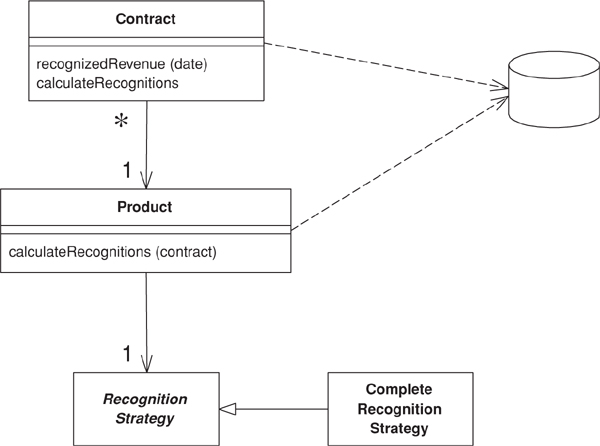 Contract
recognizedRevenue (date)
calculateRecognitions
*
1
Product
calculateRecognitions (contract)
1
Recognition
Strategy
Complete
Recognition
Strategy